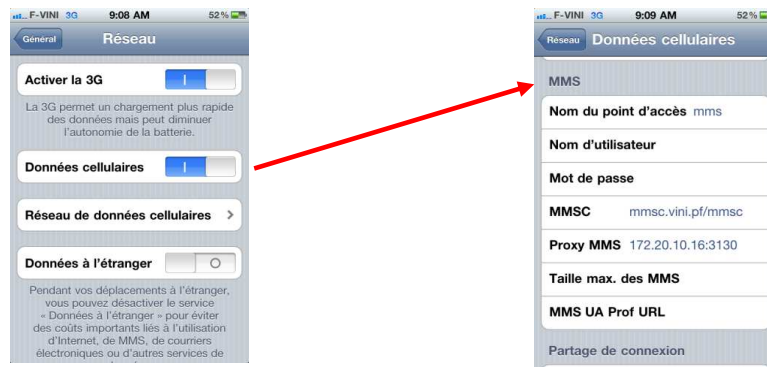 F-VINI 3G 9:08 AM 52 %
Général Réseau
Activer la 3G
La 3G permet un chargement plus rapide
des données mais peut diminuer
l'autonomie de la batterie.
Données cellulaires
Réseau de données cellulaires
Données à l'étranger
Pendant vos déplacements à l'étranger,
vous pouvez désactiver le service
« Données à l'étranger » pour éviter
des coûts importants liés à l'utilisation
d'Internet, de MMS, de courriers
électroniques ou d'autres services de
F-VINI 3G 9:09 AM 52 %
Réseau Données cellulaires
MMS
Nom du point d'accès mms
Nom d'utilisateur
Mot de passe
MMSC mmsc.vini.pf/mmsc
Proxy MMS 172.20.10.16:3130
Taille max. des MMS
MMS UA Prof URL
Partage de connexion